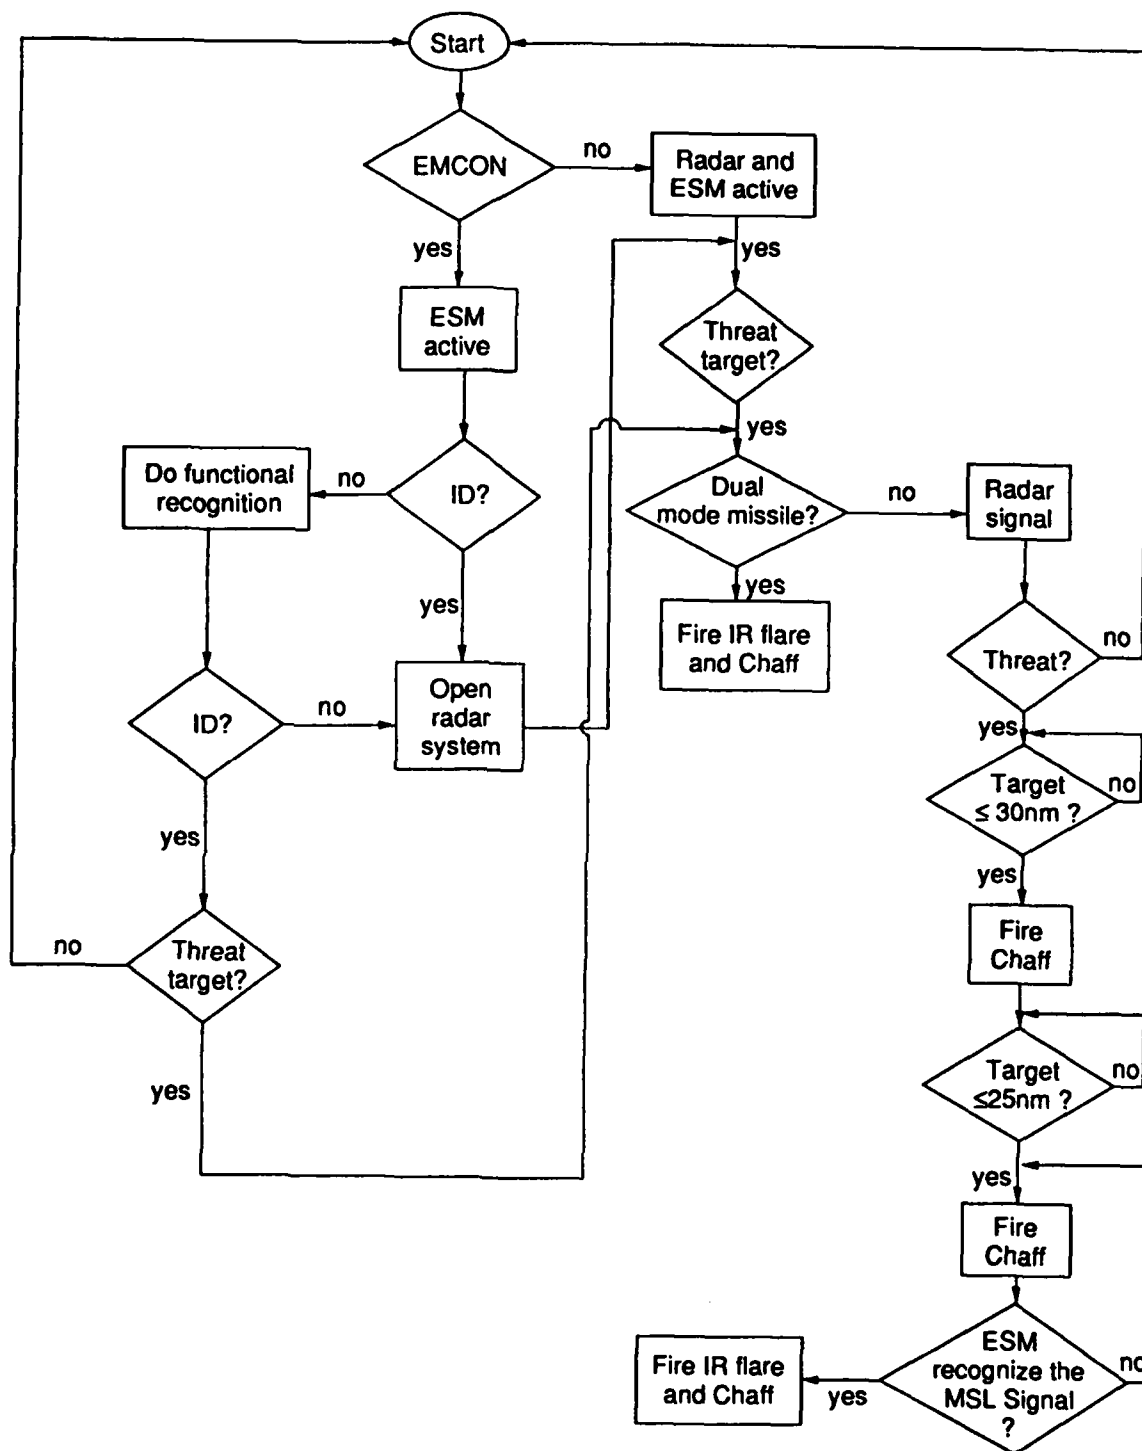 Start
EMCON
no
Radar and
ESM active
yes
yes
ESM
active
Threat
target?
yes
Do functional
recognition
no
ID?
Dual
mode missile?
no
Radar
signal
yes
yes
Fire IR flare
and Chaff
Threat?
no
ID?
no
Open
radar
system
yes
Target
≤ 30nm ?
no
yes
yes
Threat
target?
no
Fire
Chaff
yes
Target
≤25nm ?
no
yes
Fire
Chaff
ESM
recognize the
MSL Signal
?
no
yes
Fire IR flare
and Chaff